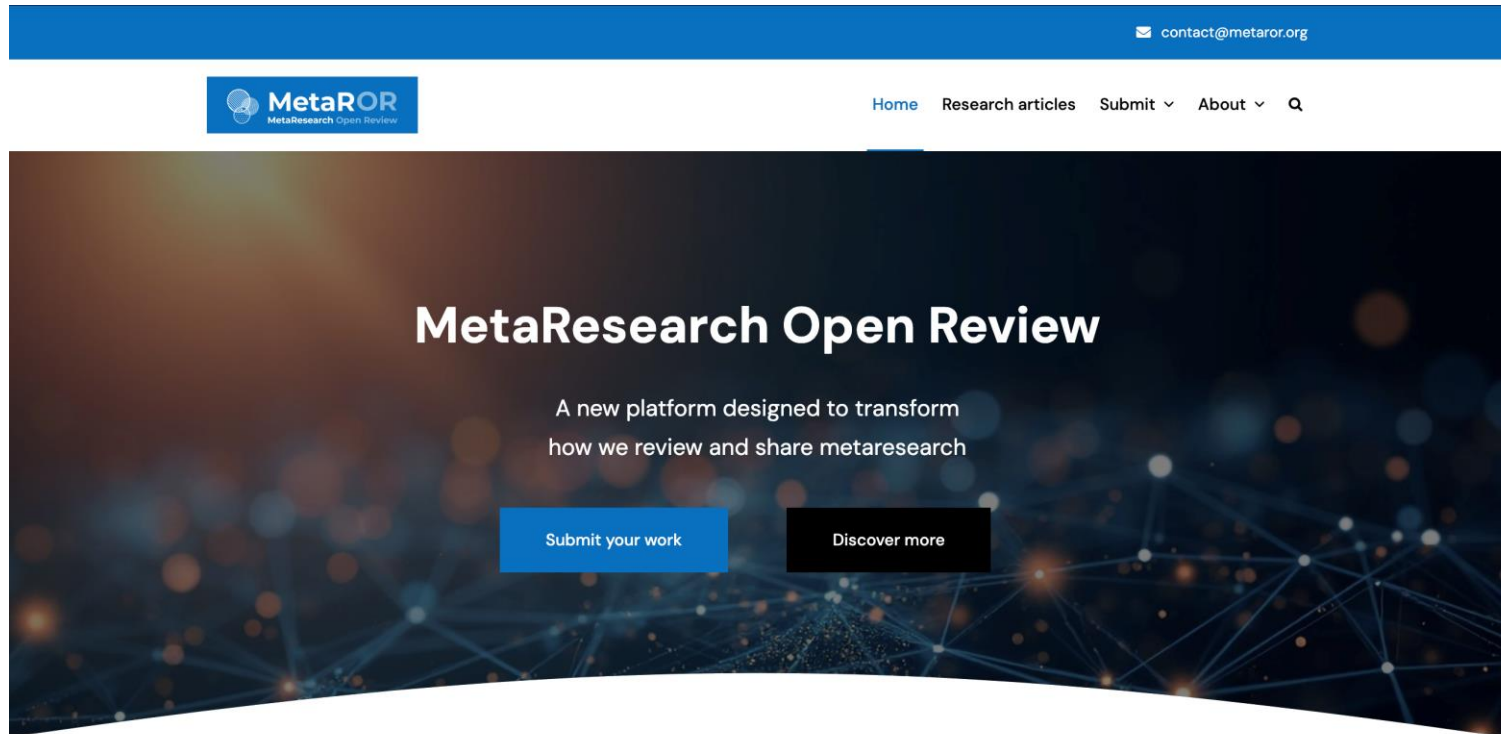 contact@metaror.org
MetaROR
MetaResearch Open Review
Home Research articles Submit About
MetaResearch Open Review
A new platform designed to transform
how we review and share metaresearch
Submit your work Discover more